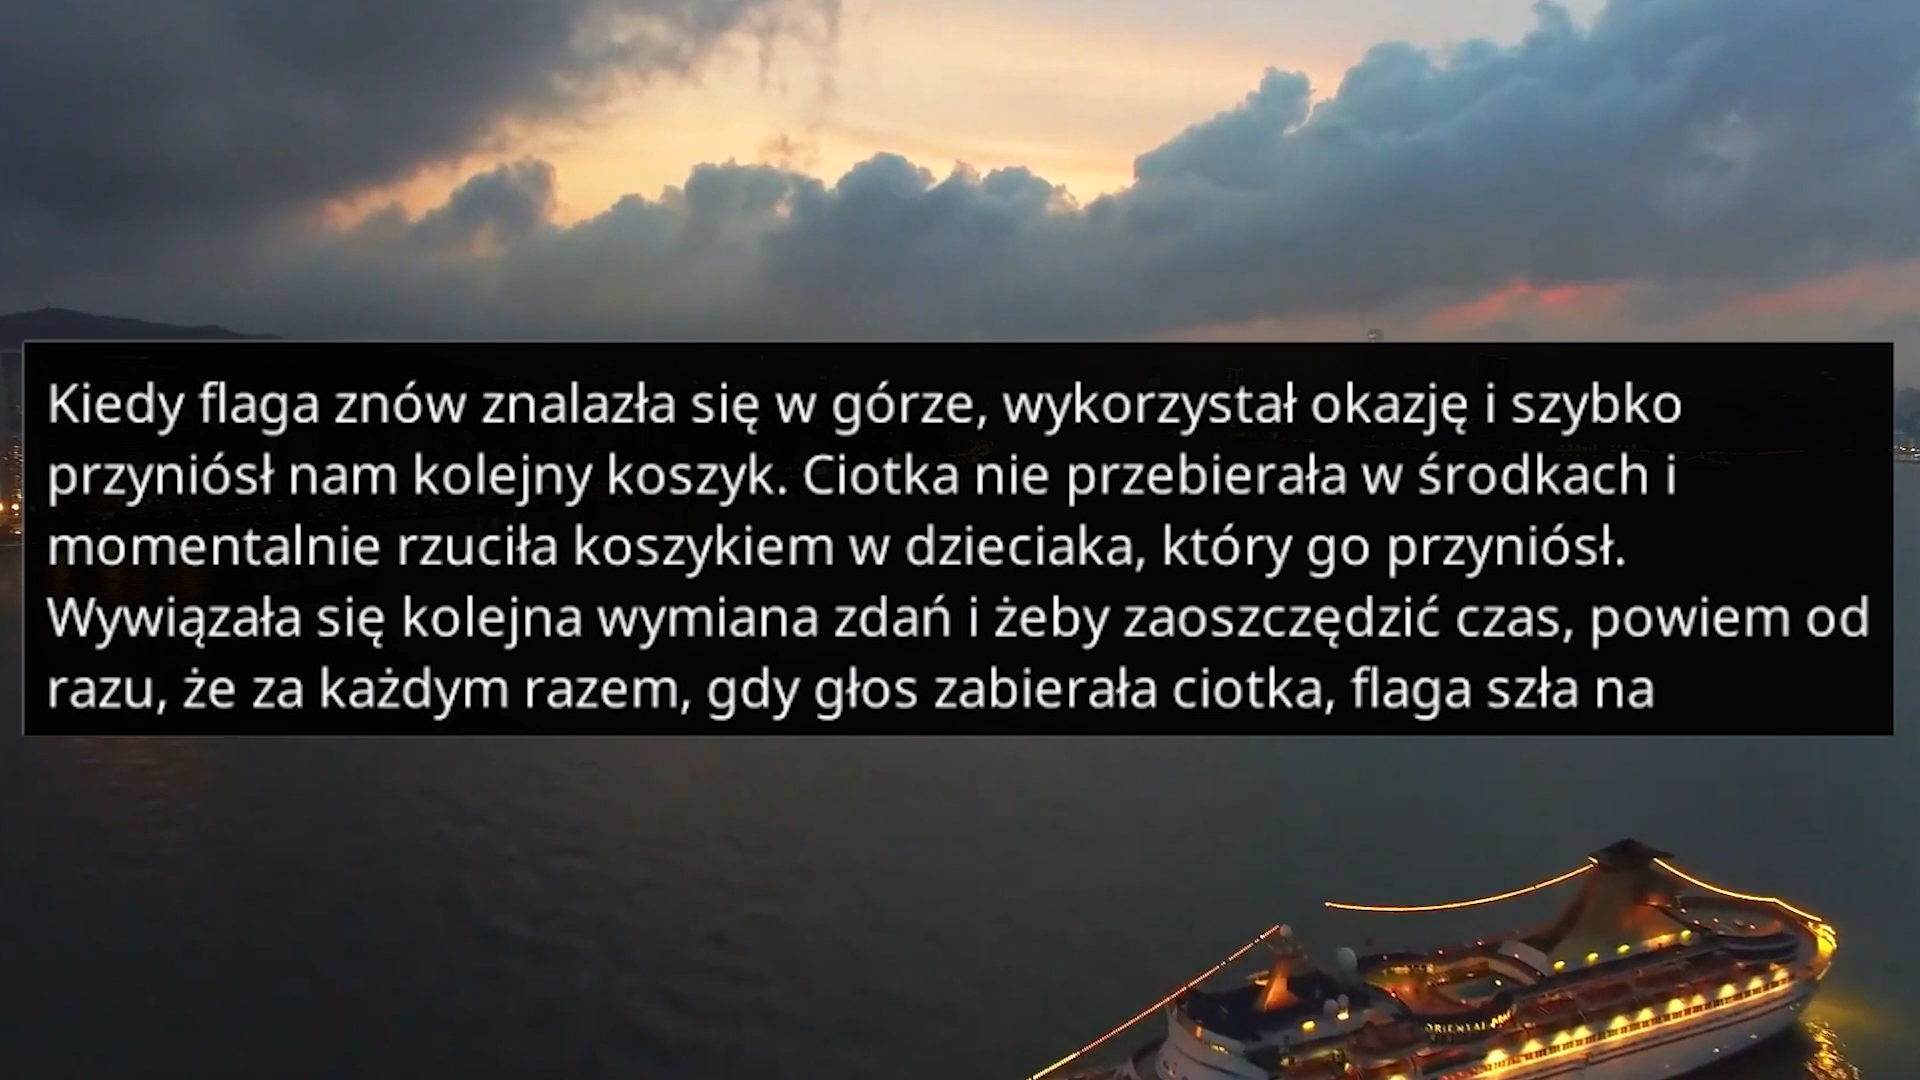 Kiedy flaga znów znalazła się w górze, wykorzystał okazję i szybko
przyniósł nam kolejny koszyk. Ciotka nie przebierała w środkach i
momentalnie rzuciła koszykiem w dzieciaka, który go przyniósł.
Wywiązała się kolejna wymiana zdań i żeby zaoszczędzić czas, powiem od
razu, że za każdym razem, gdy głos zabierała ciotka, flaga szła na
ORIENTAL